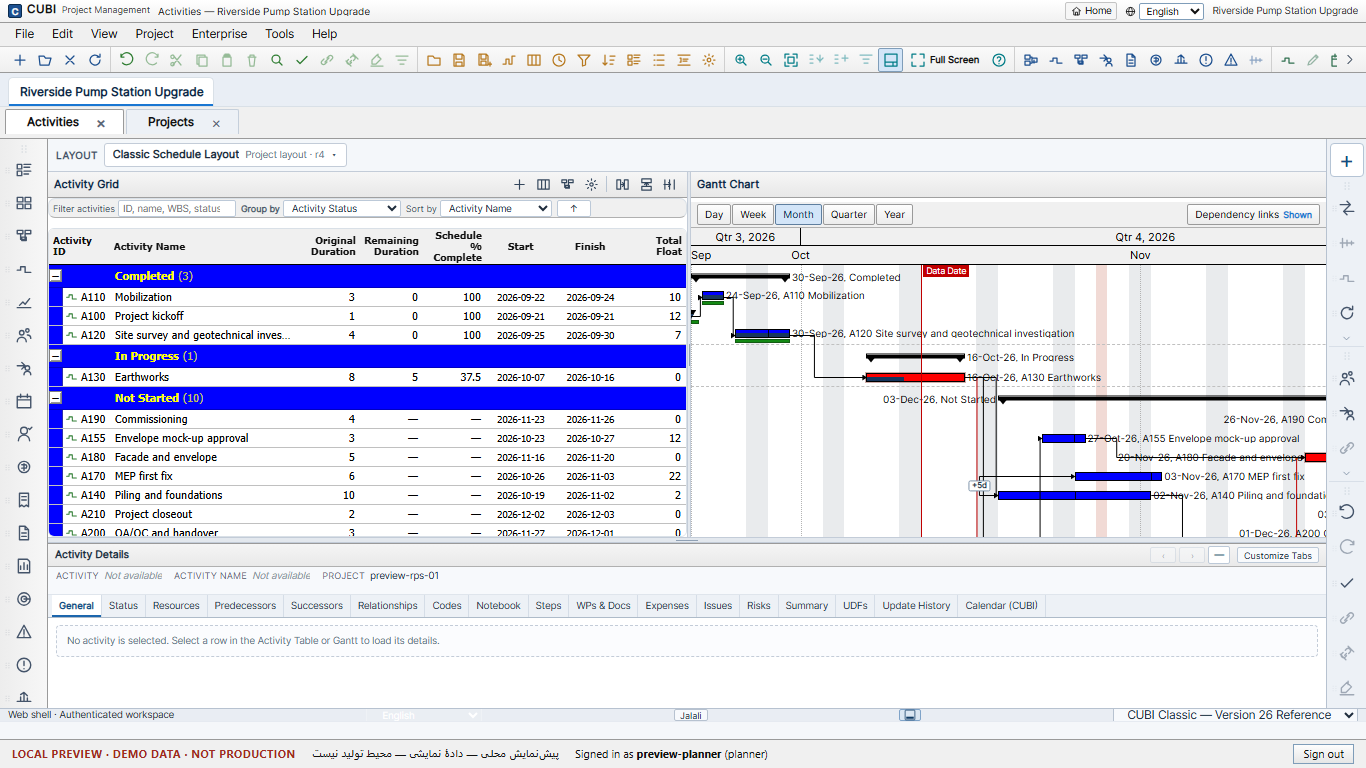 CUBI Project Management Activities — Riverside Pump Station Upgrade Home English Riverside Pump Station Upgrade
File Edit View Project Enterprise Tools Help
Full Screen
Riverside Pump Station Upgrade
Activities Projects
LAYOUT Classic Schedule Layout Project layout · r4
Activity Grid
Filter activities ID, name, WBS, status Group by Activity Status Sort by Activity Name
Activity ID Activity Name Original Duration Remaining Duration Schedule % Complete Start Finish Total Float
Completed (3)
A110 Mobilization 3 0 100 2026-09-22 2026-09-24 10
A100 Project kickoff 1 0 100 2026-09-21 2026-09-21 12
A120 Site survey and geotechnical inves... 4 0 100 2026-09-25 2026-09-30 7
In Progress (1)
A130 Earthworks 8 5 37.5 2026-10-07 2026-10-16 0
Not Started (10)
A190 Commissioning 4 — — 2026-11-23 2026-11-26 0
A155 Envelope mock-up approval 3 — — 2026-10-23 2026-10-27 12
A180 Facade and envelope 5 — — 2026-11-16 2026-11-20 0
A170 MEP first fix 6 — — 2026-10-26 2026-11-03 22
A140 Piling and foundations 10 — — 2026-10-19 2026-11-02 2
A210 Project closeout 2 — — 2026-12-02 2026-12-03 0
A200 QA/QC and handover 3 — — 2026-11-27 2026-12-01 0
Gantt Chart
Day Week Month Quarter Year Dependency links Shown
Qtr 3, 2026 Qtr 4, 2026
Sep Oct Nov
Data Date
30-Sep-26, Completed
24-Sep-26, A110 Mobilization
30-Sep-26, A120 Site survey and geotechnical investigation
16-Oct-26, In Progress
16-Oct-26, A130 Earthworks
03-Dec-26, Not Started
26-Nov-26, A190 Com
27-Oct-26, A155 Envelope mock-up approval
20-Nov-26, A180 Facade and envelope
03-Nov-26, A170 MEP first fix
+5d
02-Nov-26, A140 Piling and foundati
01-Dec-26, A200
Activity Details Customize Tabs
ACTIVITY Not available ACTIVITY NAME Not available PROJECT preview-rps-01
General Status Resources Predecessors Successors Relationships Codes Notebook Steps WPs & Docs Expenses Issues Risks Summary UDFs Update History Calendar (CUBI)
No activity is selected. Select a row in the Activity Table or Gantt to load its details.
Web shell · Authenticated workspace English Jalali CUBI Classic — Version 26 Reference
LOCAL PREVIEW · DEMO DATA · NOT PRODUCTION پیش‌نمایش محلی — دادهٔ نمایشی — محیط تولید نیست Signed in as preview-planner (planner) Sign out